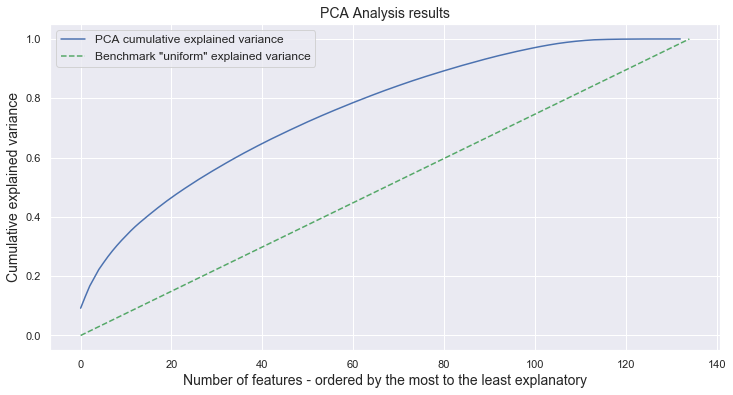 PCA Analysis results
PCA cumulative explained variance
Benchmark "uniform" explained variance
Cumulative explained variance
1.0
0.8
0.6
0.4
0.2
0.0
0 20 40 60 80 100 120 140
Number of features - ordered by the most to the least explanatory